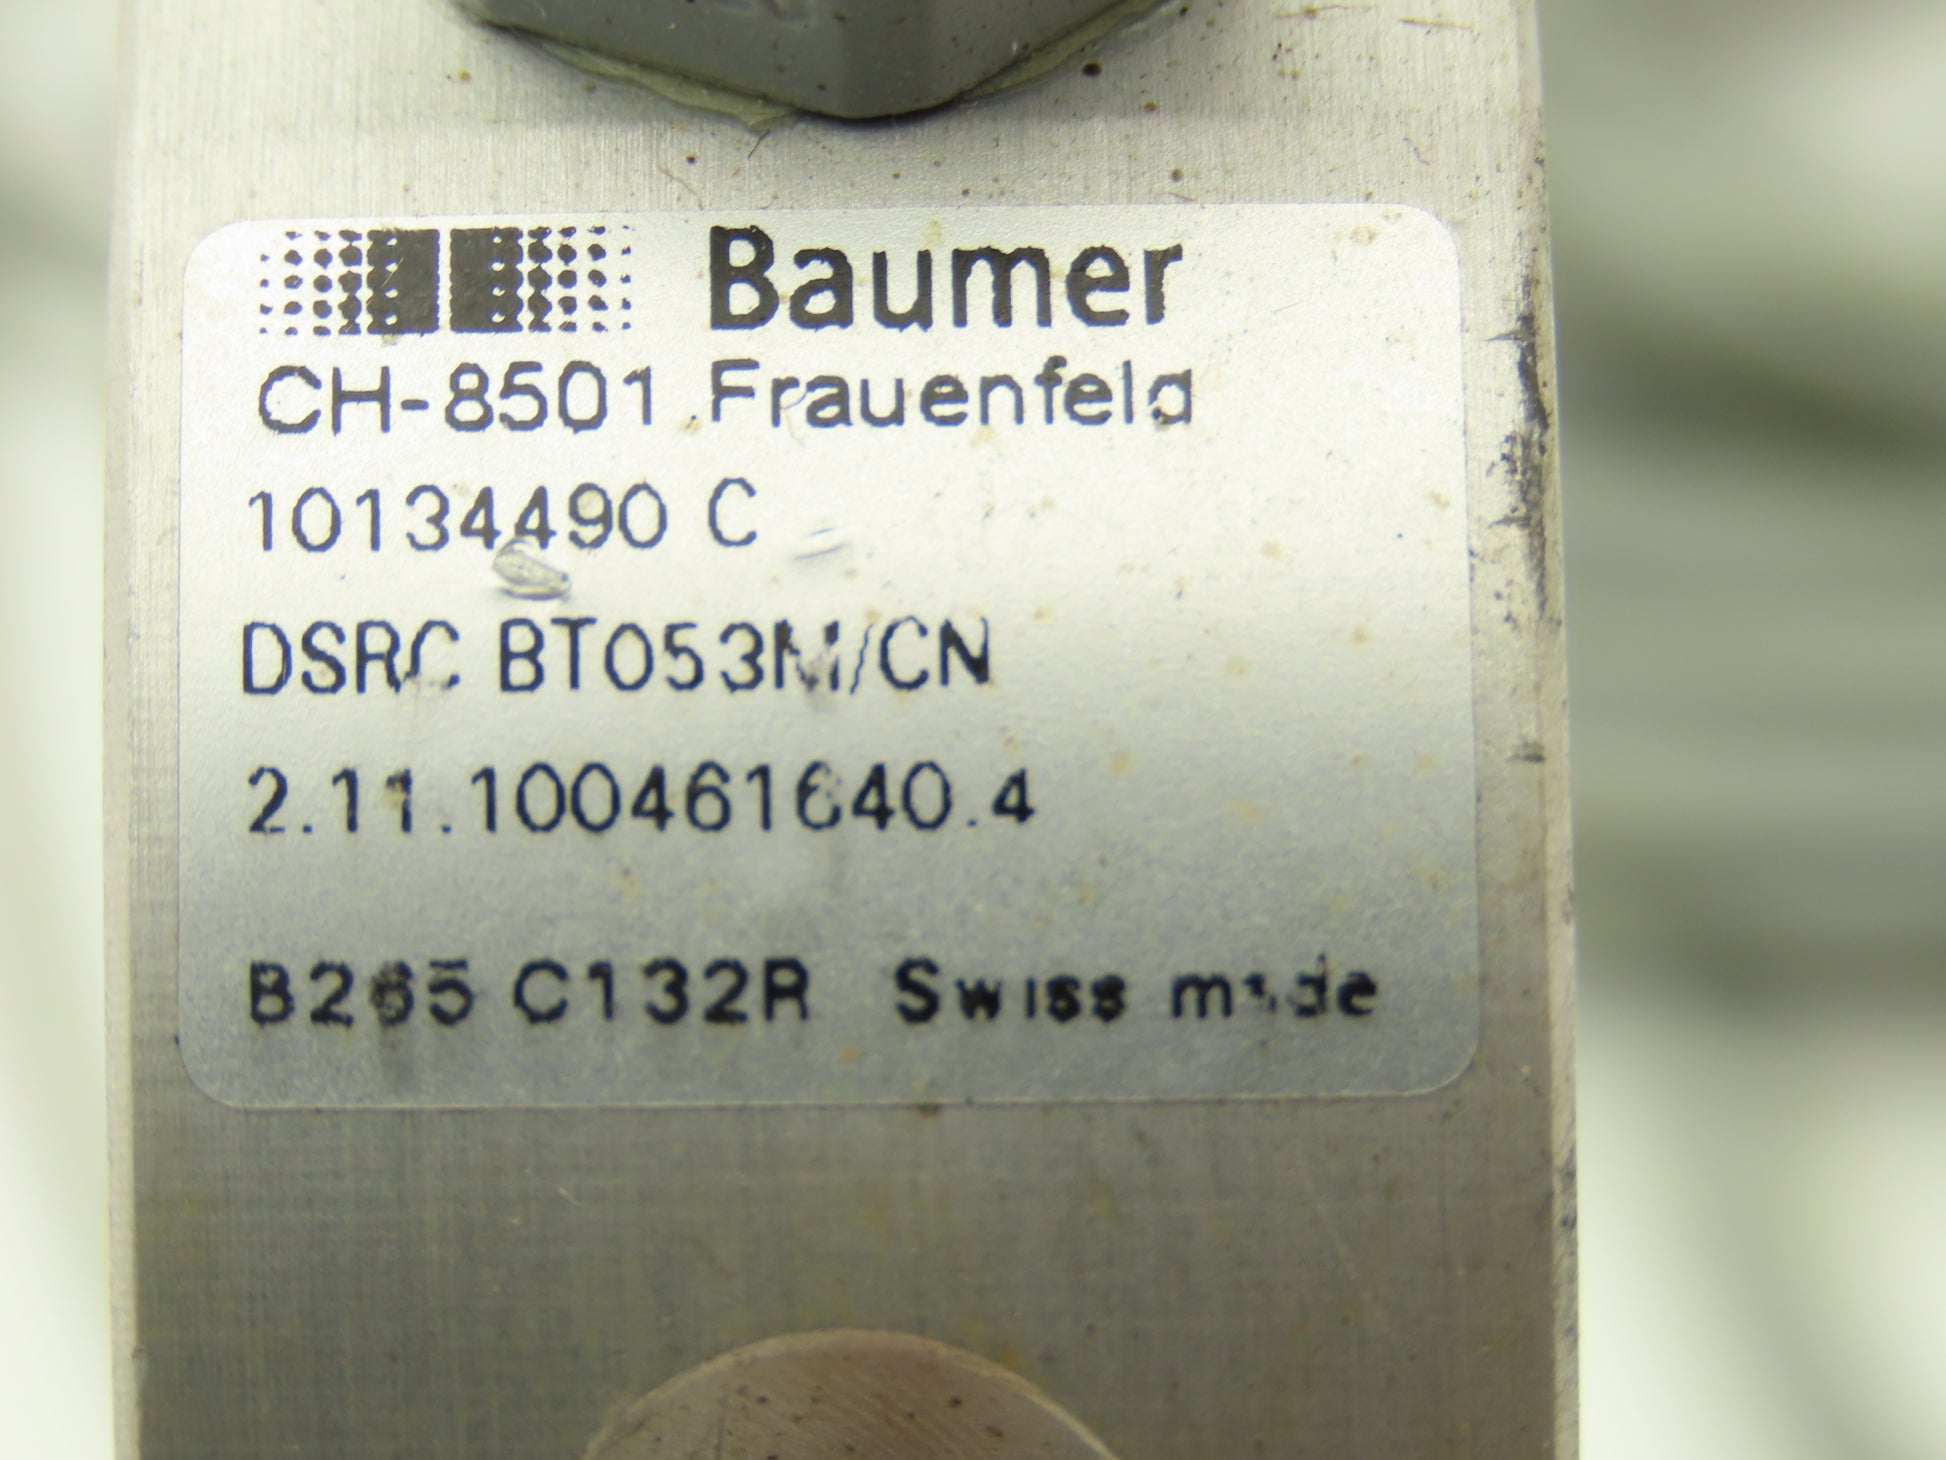 Baumer
CH-8501 Frauenfeld
10134490 C
DSRC BT053M/CN
2.11.100461640.4
B265 C132R Swiss made